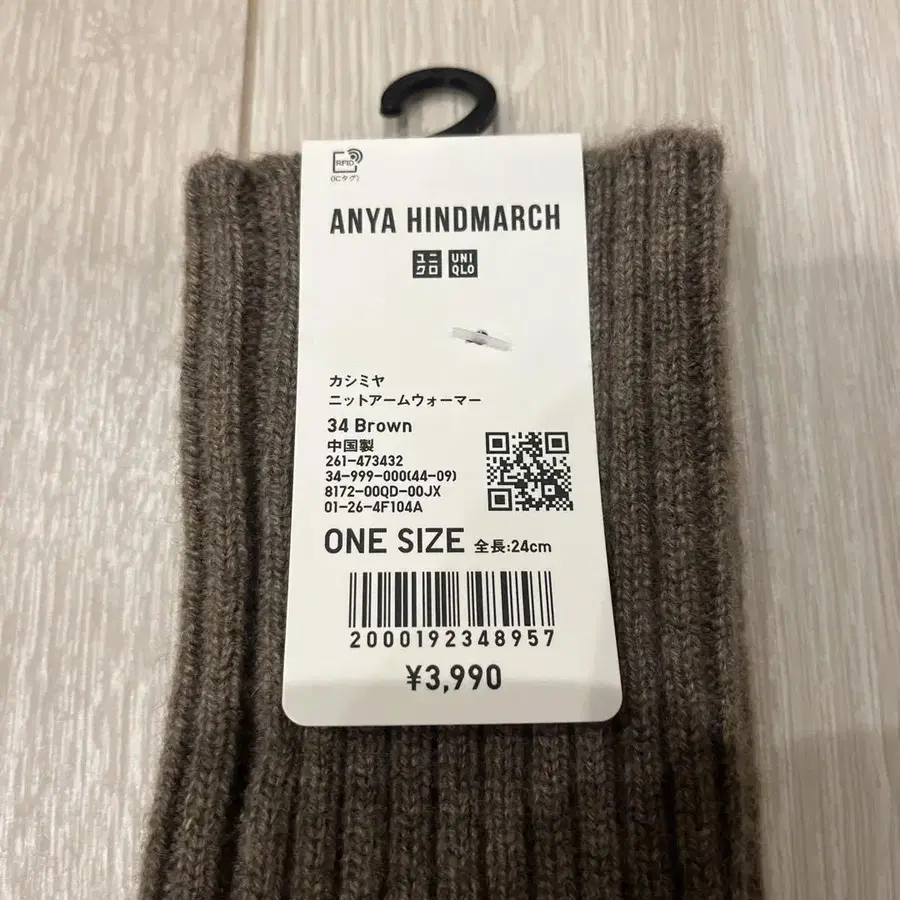 RFID
(ICタグ)
ANYA HINDMARCH
ユニ
クロ
UNI
QLO
カシミヤ
ニットアームウォーマー
34 Brown
中国製
261-473432
34-999-000(44-09)
8172-00QD-00JX
01-26-4F104A
ONE SIZE 全長:24cm
2000192348957
¥3,990